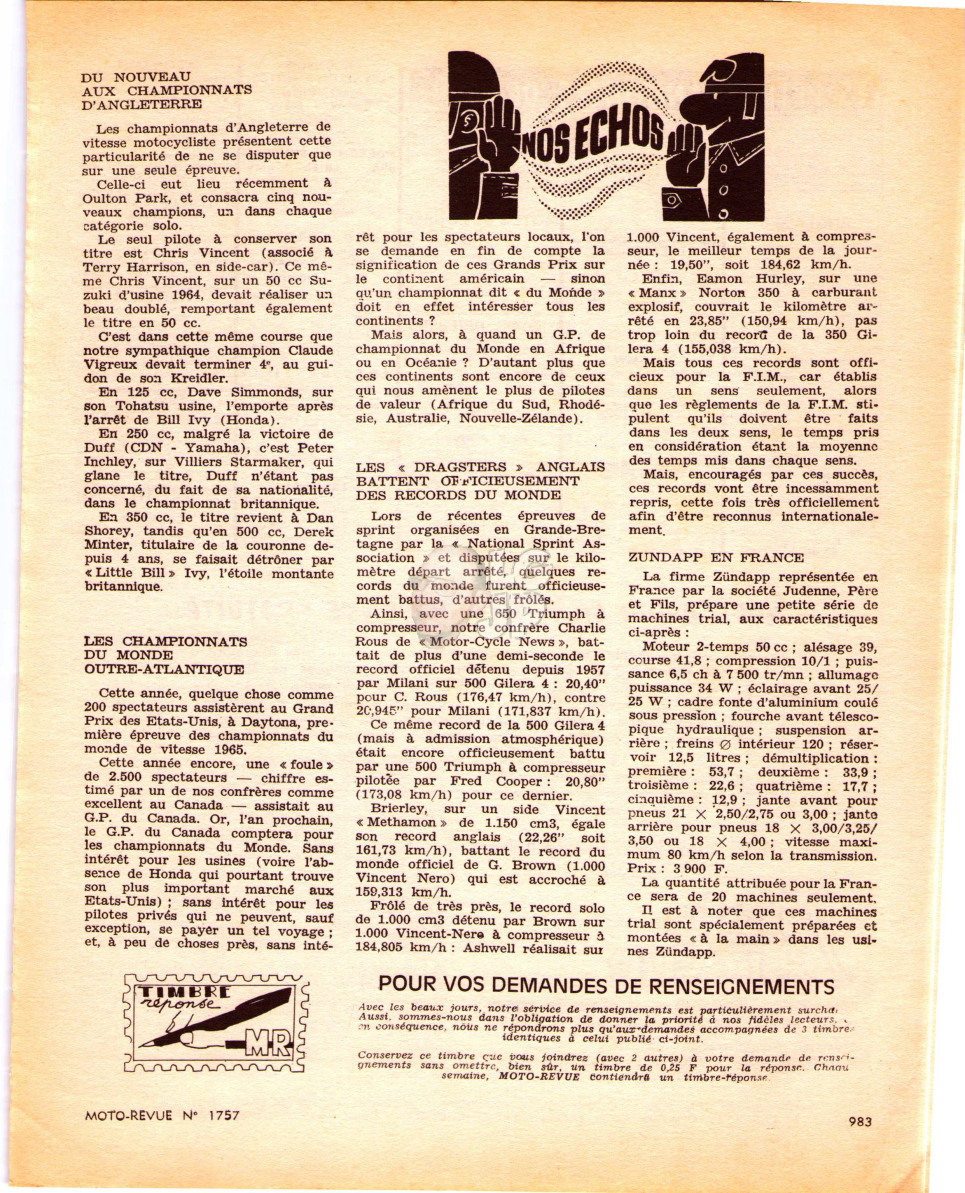 DU NOUVEAU
AUX CHAMPIONNATS
D'ANGLETERRE
Les championnats d'Angleterre de
vitesse motocycliste présentent cette
particularité de ne se disputer que
sur une seule épreuve.
Celle-ci eut lieu récemment à
Oulton Park, et consacra cinq nou-
veaux champions, un dans chaque
catégorie solo.
Le seul pilote à conserver son
titre est Chris Vincent (associé à
Terry Harrison, en side-car). Ce mê-
me Chris Vincent, sur un 50 cc Su-
zuki d'usine 1964, devait réaliser un
beau doublé, remportant également
le titre en 50 cc.
C'est dans cette même course que
notre sympathique champion Claude
Vigreux devait terminer 4e, au gui-
don de son Kreidler.
En 125 cc, Dave Simmonds, sur
son Tohatsu usine, l'emporte après
l'arrêt de Bill Ivy (Honda).
En 250 cc, malgré la victoire de
Duff (CDN - Yamaha), c'est Peter
Inchley, sur Villiers Starmaker, qui
glane le titre, Duff n'étant pas
concerné, du fait de sa nationalité,
dans le championnat britannique.
En 350 cc, le titre revient à Dan
Shorey, tandis qu'en 500 cc, Derek
Minter, titulaire de la couronne de-
puis 4 ans, se faisait détrôner par
« Little Bill » Ivy, l'étoile montante
britannique.
LES CHAMPIONNATS
DU MONDE
OUTRE-ATLANTIQUE
Cette année, quelque chose comme
200 spectateurs assistèrent au Grand
Prix des Etats-Unis, à Daytona, pre-
mière épreuve des championnats du
monde de vitesse 1965.
Cette année encore, une « foule »
de 2.500 spectateurs — chiffre es-
timé par un de nos confrères comme
excellent au Canada — assistait au
G.P. du Canada. Or, l'an prochain,
le G.P. du Canada comptera pour
les championnats du Monde. Sans
intérêt pour les usines (voire l'ab-
sence de Honda qui pourtant trouve
son plus important marché aux
Etats-Unis) ; sans intérêt pour les
pilotes privés qui ne peuvent, sauf
exception, se payer un tel voyage ;
et, à peu de choses près, sans inté-
NOS ECHOS
rêt pour les spectateurs locaux, l'on
se demande en fin de compte la
signification de ces Grands Prix sur
le continent américain — sinon
qu'un championnat dit « du Monde »
doit en effet intéresser tous les
continents ?
Mais alors, à quand un G.P. de
championnat du Monde en Afrique
ou en Océanie ? D'autant plus que
ces continents sont encore de ceux
qui nous amènent le plus de pilotes
de valeur (Afrique du Sud, Rhodé-
sie, Australie, Nouvelle-Zélande).
LES « DRAGSTERS » ANGLAIS
BATTENT OFFICIEUSEMENT
DES RECORDS DU MONDE
Lors de récentes épreuves de
sprint organisées en Grande-Bre-
tagne par la « National Sprint As-
sociation » et disputées sur le kilo-
mètre départ arrêté, quelques re-
cords du monde furent officieuse-
ment battus, d'autres frôlés.
Ainsi, avec une 650 Triumph à
compresseur, notre confrère Charlie
Rous de « Motor-Cycle News », bat-
tait de plus d'une demi-seconde le
record officiel détenu depuis 1957
par Milani sur 500 Gilera 4 : 20,40"
pour C. Rous (176,47 km/h), contre
20,945" pour Milani (171,837 km/h).
Ce même record de la 500 Gilera 4
(mais à admission atmosphérique)
était encore officieusement battu
par une 500 Triumph à compresseur
pilotée par Fred Cooper : 20,80"
(173,08 km/h) pour ce dernier.
Brierley, sur un side Vincent
« Methamon » de 1.150 cm3, égale
son record anglais (22,26" soit
161,73 km/h), battant le record du
monde officiel de G. Brown (1.000
Vincent Nero) qui est accroché à
159,313 km/h.
Frôlé de très près, le record solo
de 1.000 cm3 détenu par Brown sur
1.000 Vincent-Nero à compresseur à
184,805 km/h : Ashwell réalisait sur
1.000 Vincent, également à compres-
seur, le meilleur temps de la jour-
née : 19,50", soit 184,62 km/h.
Enfin, Eamon Hurley, sur une
« Manx » Norton 350 à carburant
explosif, couvrait le kilomètre ar-
rêté en 23,85" (150,94 km/h), pas
trop loin du record de la 350 Gi-
lera 4 (155,038 km/h).
Mais tous ces records sont offi-
cieux pour la F.I.M., car établis
dans un sens seulement, alors
que les règlements de la F.I.M. sti-
pulent qu'ils doivent être faits
dans les deux sens, le temps pris
en considération étant la moyenne
des temps mis dans chaque sens.
Mais, encouragés par ces succès,
ces records vont être incessamment
repris, cette fois très officiellement
afin d'être reconnus internationale-
ment.
ZUNDAPP EN FRANCE
La firme Zündapp représentée en
France par la société Judenne, Père
et Fils, prépare une petite série de
machines trial, aux caractéristiques
ci-après :
Moteur 2-temps 50 cc ; alésage 39,
course 41,8 ; compression 10/1 ; puis-
sance 6,5 ch à 7 500 tr/mn ; allumage
puissance 34 W ; éclairage avant 25/
25 W ; cadre fonte d'aluminium coulé
sous pression ; fourche avant télesco-
pique hydraulique ; suspension ar-
rière ; freins ∅ intérieur 120 ; réser-
voir 12,5 litres ; démultiplication :
première : 53,7 ; deuxième : 33,9 ;
troisième : 22,6 ; quatrième : 17,7 ;
cinquième : 12,9 ; jante avant pour
pneus 21 × 2,50/2,75 ou 3,00 ; jante
arrière pour pneus 18 × 3,00/3,25/
3,50 ou 18 × 4,00 ; vitesse maxi-
mum 80 km/h selon la transmission.
Prix : 3 900 F.
La quantité attribuée pour la Fran-
ce sera de 20 machines seulement.
Il est à noter que ces machines
trial sont spécialement préparées et
montées « à la main » dans les usi-
nes Zündapp.
TIMBRE
réponse
MR
POUR VOS DEMANDES DE RENSEIGNEMENTS
Avec les beaux jours, notre service de renseignements est particulièrement
Aussi, sommes-nous dans l'obligation de donner la priorité à nos fidèles lecteurs.
en conséquence, nous ne répondrons plus qu'aux demandes accompagnées de 3 timbres
identiques à celui publié ci-joint.
Conservez ce timbre que vous joindrez (avec 2 autres) à votre demande de rensei-
gnements sans omettre, bien sûr, un timbre de 0,25 F pour la réponse.
semaine, MOTO-REVUE contiendra un timbre-réponse.
MOTO-REVUE N° 1757
983